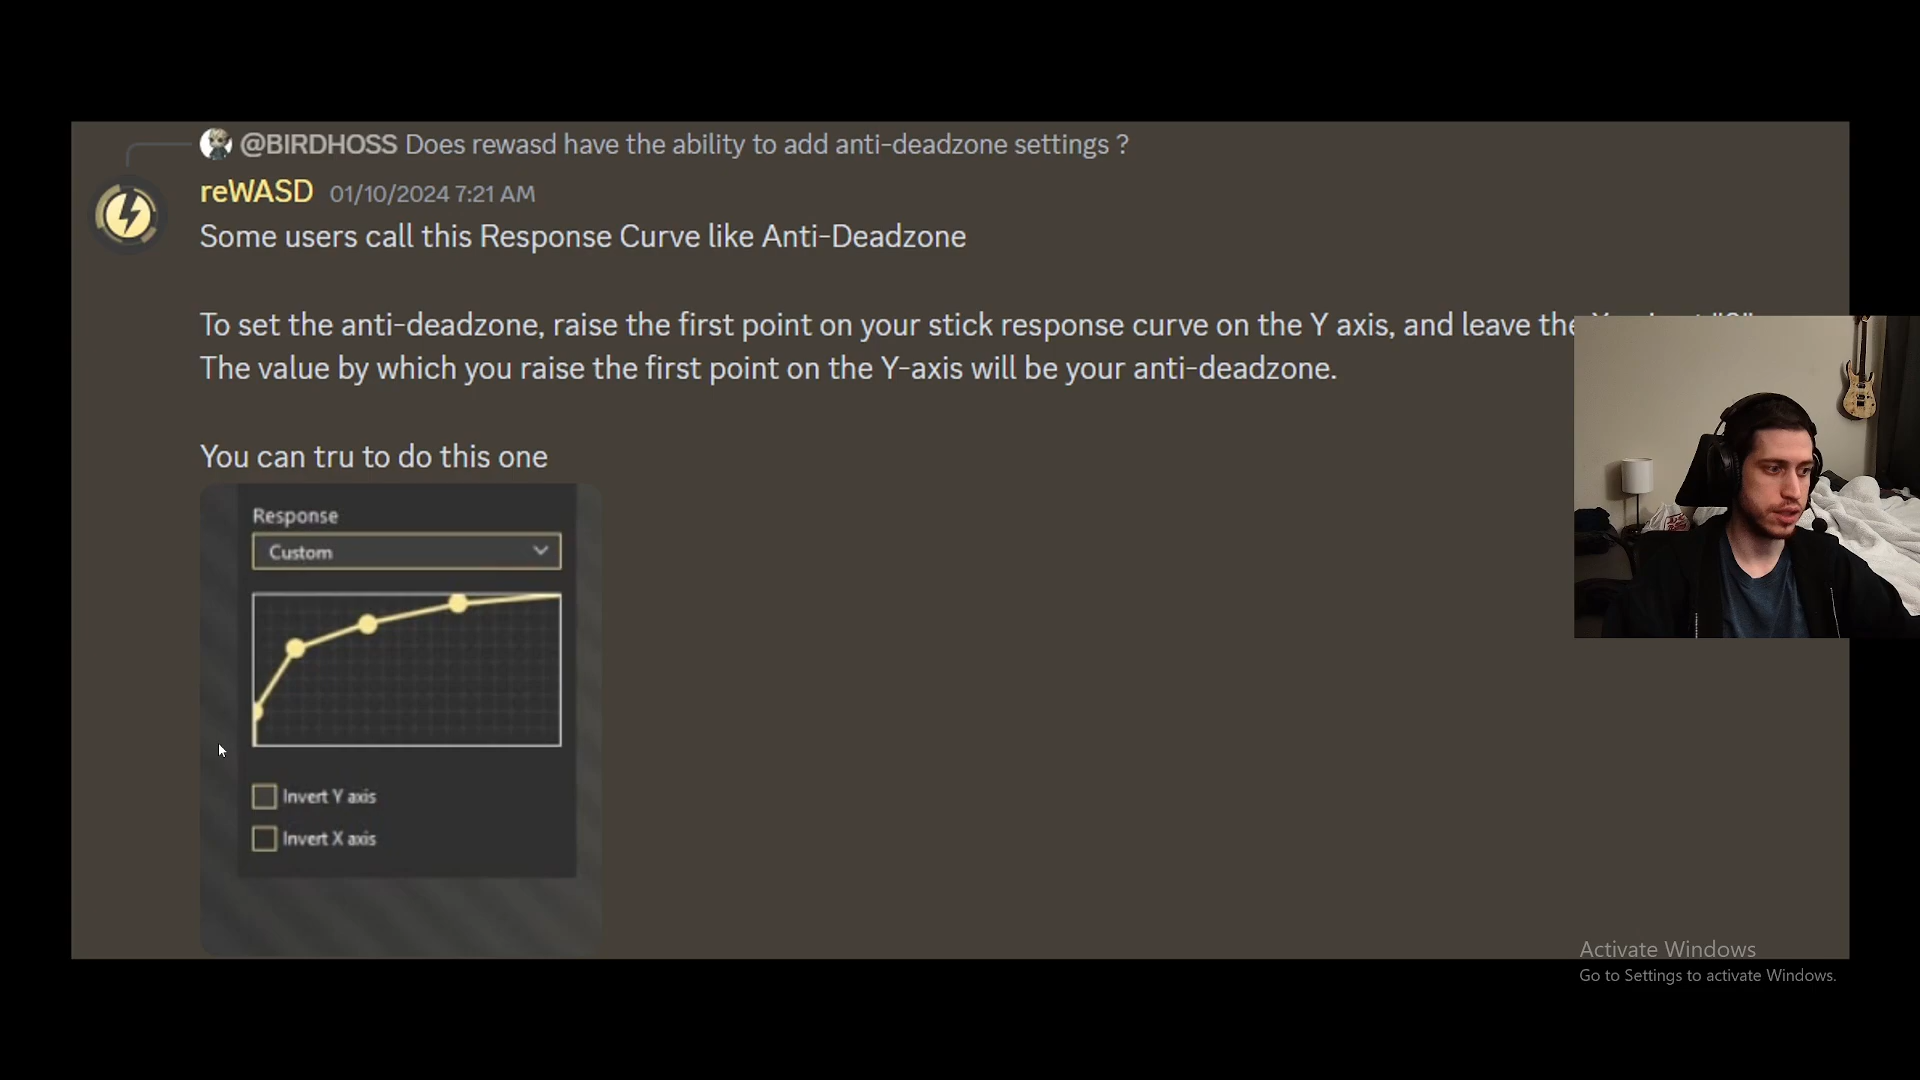 @BIRDHOSS Does rewasd have the ability to add anti-deadzone settings ?
reWASD 01/10/2024 7:21 AM
Some users call this Response Curve like Anti-Deadzone
To set the anti-deadzone, raise the first point on your stick response curve on the Y axis, and leave the
The value by which you raise the first point on the Y-axis will be your anti-deadzone.
You can tru to do this one
Response
Custom
Invert Y axis
Invert X axis
Activate Windows
Go to Settings to activate Windows.